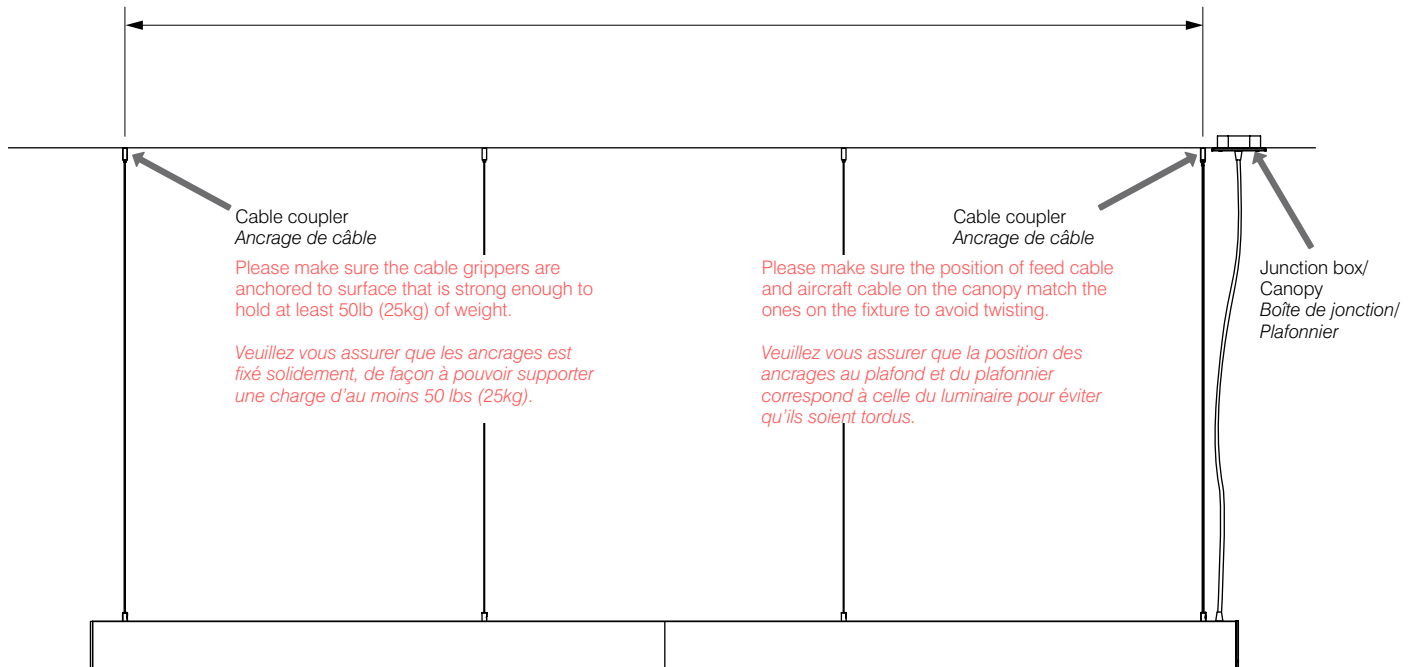 Cable coupler
Ancrage de câble
Please make sure the cable grippers are
anchored to surface that is strong enough to
hold at least 50lb (25kg) of weight.
Veuillez vous assurer que les ancrages est
fixé solidement, de façon à pouvoir supporter
une charge d'au moins 50 lbs (25kg).
Cable coupler
Ancrage de câble
Please make sure the position of feed cable
and aircraft cable on the canopy match the
ones on the fixture to avoid twisting.
Veuillez vous assurer que la position des
ancrages au plafond et du plafonnier
correspond à celle du luminaire pour éviter
qu'ils soient tordus.
Junction box/
Canopy
Boîte de jonction/
Plafonnier